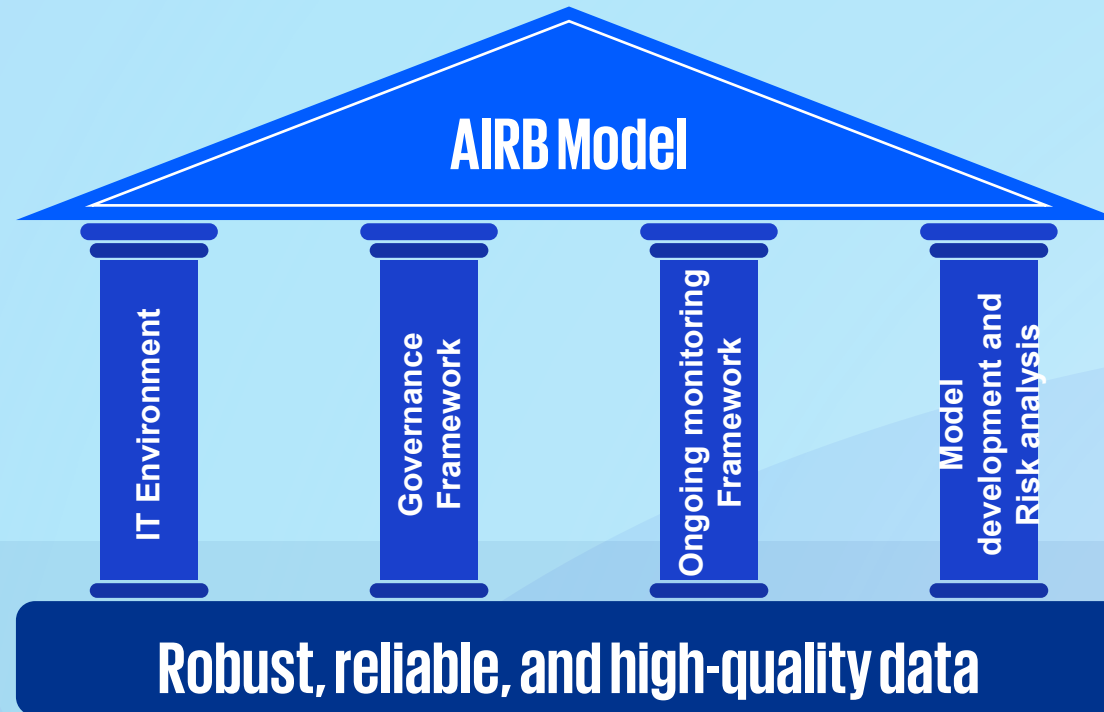 AIRB Model
IT Environment
Governance
Framework
Ongoing monitoring
Framework
Model
development and
Risk analysis
Robust, reliable, and high-quality data